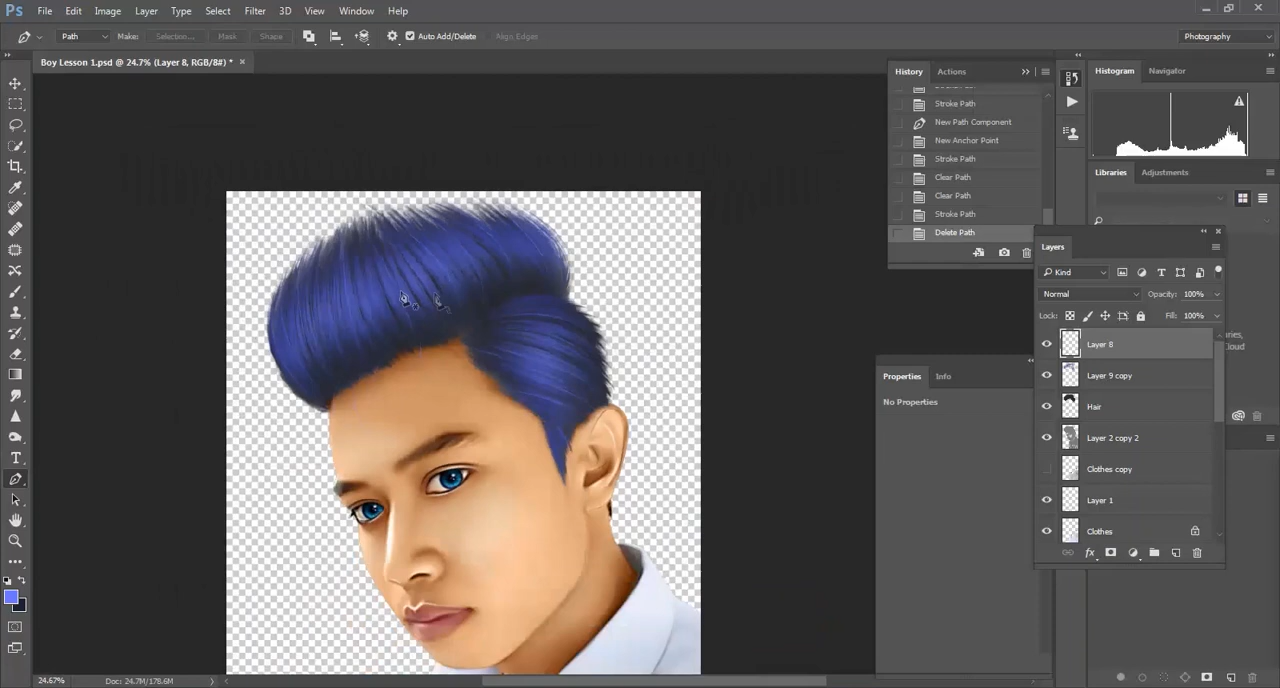 Ps File Edit Image Layer Type Select Filter 3D View Window Help
Path Make: Selection... Mask Shape Auto Add/Delete Align Edges Photography
Boy Lesson 1.psd @ 24.7% (Layer 8, RGB/8#) *
History Actions
Stroke Path
New Path Component
New Anchor Point
Stroke Path
Clear Path
Clear Path
Stroke Path
Delete Path
Histogram Navigator
Libraries Adjustments
Layers
Kind
Normal Opacity: 100%
Lock: Fill: 100%
Layer 8
Layer 9 copy
Hair
Layer 2 copy 2
Clothes copy
Layer 1
Clothes
Properties Info
No Properties
24.67% Doc: 24.7M/178.6M